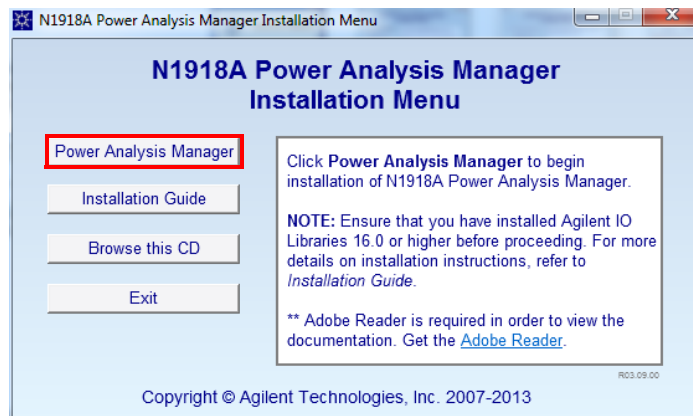 N1918A Power Analysis Manager Installation Menu
N1918A Power Analysis Manager
Installation Menu
Power Analysis Manager
Installation Guide
Browse this CD
Exit
Click Power Analysis Manager to begin
installation of N1918A Power Analysis Manager.
NOTE: Ensure that you have installed Agilent IO
Libraries 16.0 or higher before proceeding. For more
details on installation instructions, refer to
Installation Guide.
** Adobe Reader is required in order to view the
documentation. Get the Adobe Reader.
R03.09.00
Copyright © Agilent Technologies, Inc. 2007-2013